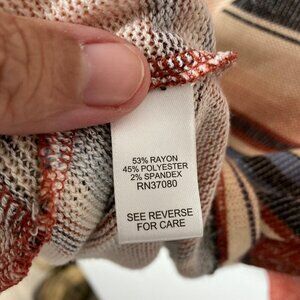 53% RAYON
45% POLYESTER
2% SPANDEX
RN37080
SEE REVERSE
FOR CARE